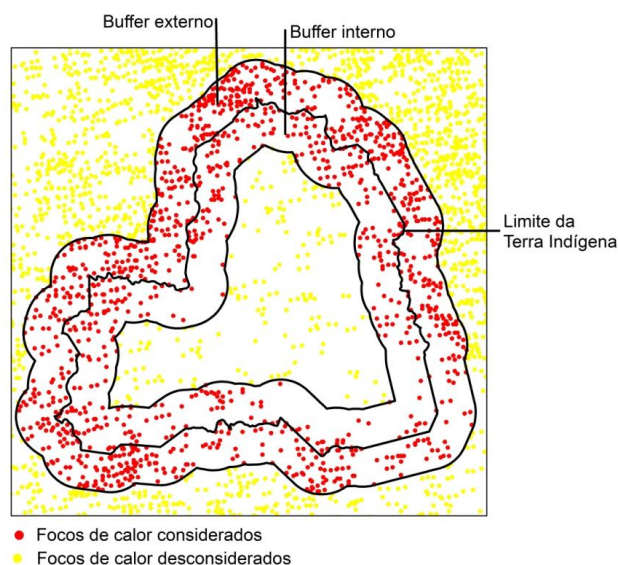 Buffer externo
Buffer interno
Limite da
Terra Indígena
Focos de calor considerados
Focos de calor desconsiderados